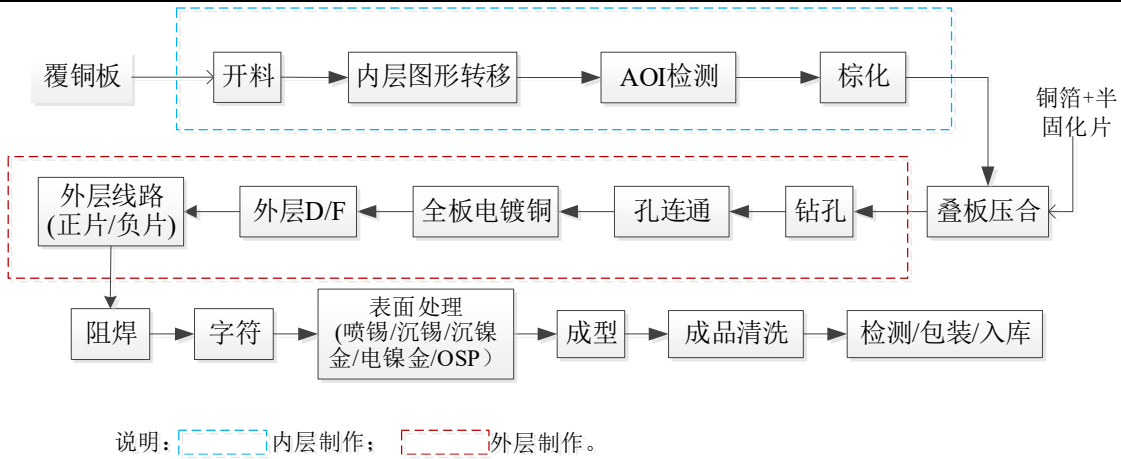 覆铜板
开料
内层图形转移
AOI检测
棕化
铜箔+半
固化片
外层线路
(正片/负片)
外层D/F
全板电镀铜
孔连通
钻孔
叠板压合
阻焊
字符
表面处理
(喷锡/沉锡/沉镍
金/电镍金/OSP）
成型
成品清洗
检测/包装/入库
说明: 内层制作； 外层制作。